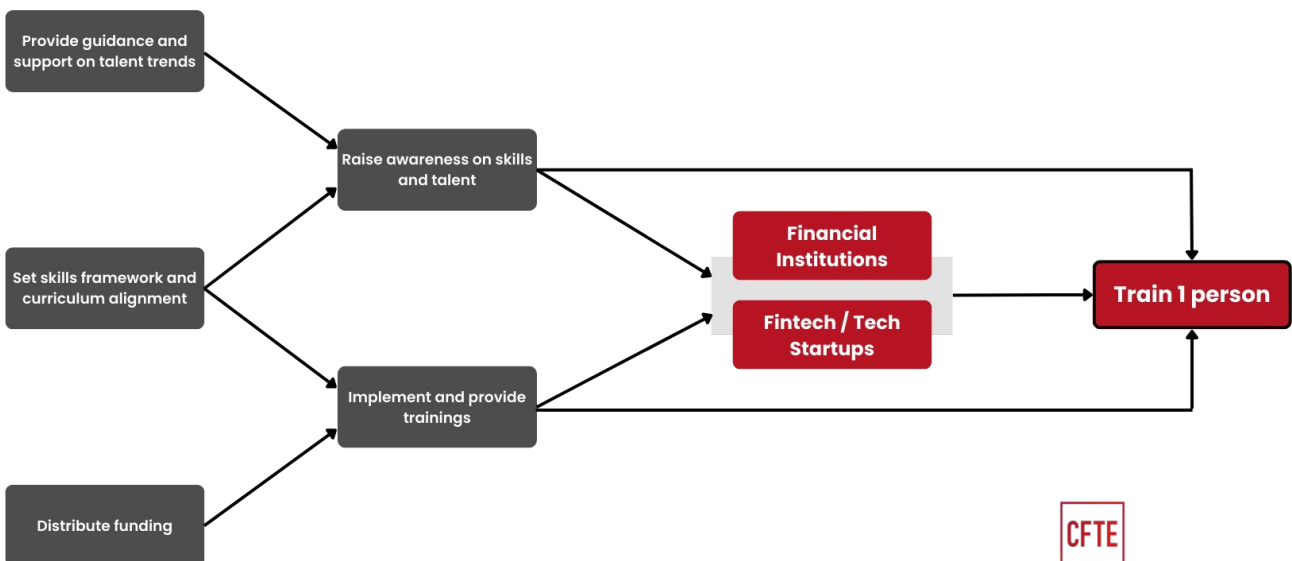 Provide guidance and
support on talent trends
Raise awareness on skills
and talent
Financial
Institutions
Set skills framework and
curriculum alignment
Train 1 person
Fintech / Tech
Startups
Implement and provide
trainings
Distribute funding
CFTE